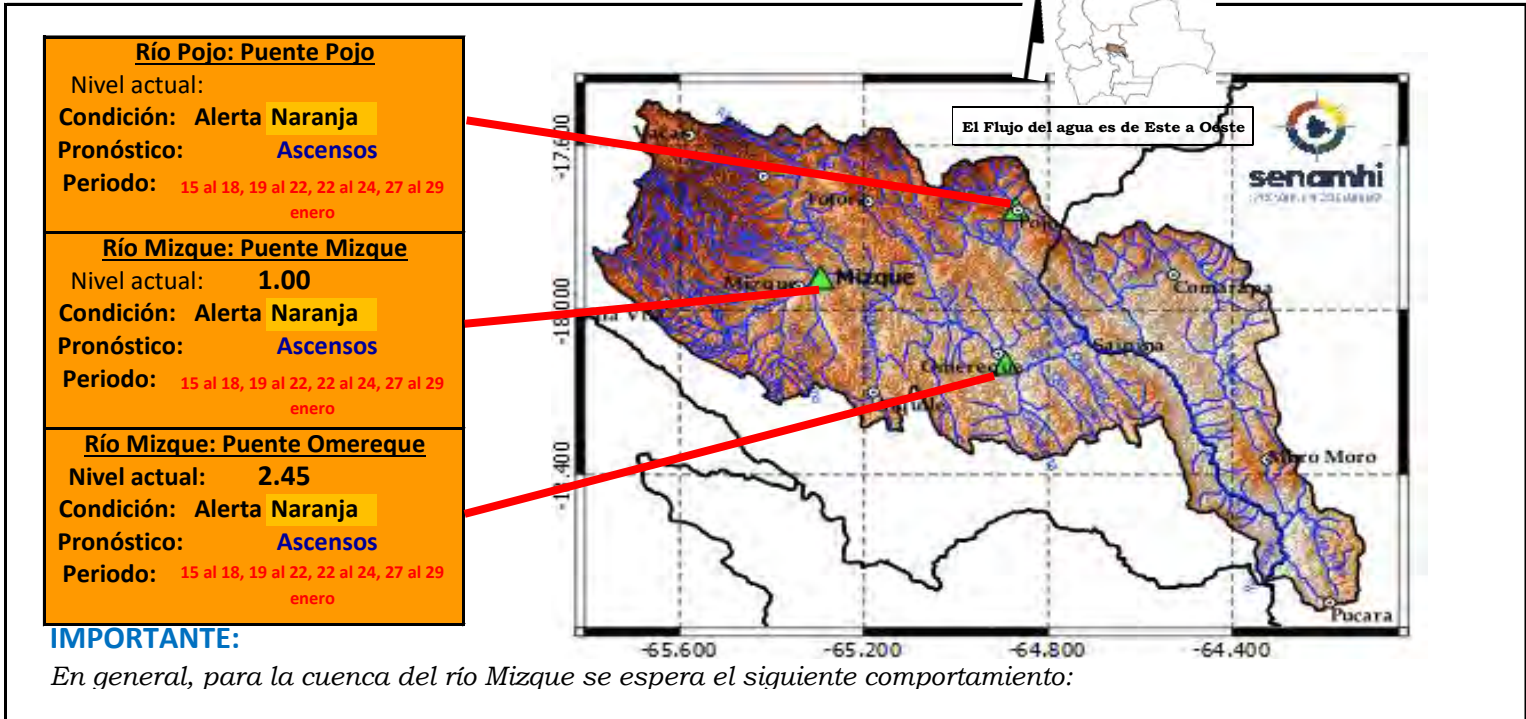 Río Pojo: Puente Pojo
Nivel actual:
Condición: Alerta Naranja
Pronóstico: Ascensos
Periodo: 15 al 18, 19 al 22, 22 al 24, 27 al 29
enero
Río Mizque: Puente Mizque
Nivel actual: 1.00
Condición: Alerta Naranja
Pronóstico: Ascensos
Periodo: 15 al 18, 19 al 22, 22 al 24, 27 al 29
enero
Río Mizque: Puente Omereque
Nivel actual: 2.45
Condición: Alerta Naranja
Pronóstico: Ascensos
Periodo: 15 al 18, 19 al 22, 22 al 24, 27 al 29
enero
El Flujo del agua es de Este a Oeste
senamhi
Vacas
Totora
Pojo
Mizque
Mizque
Comarapa
Saipina
Omereque
Moro
Pucara
-17.600
-18.000
-65.600
-65.200
-64.800
-64.400
IMPORTANTE:
En general, para la cuenca del río Mizque se espera el siguiente comportamiento: